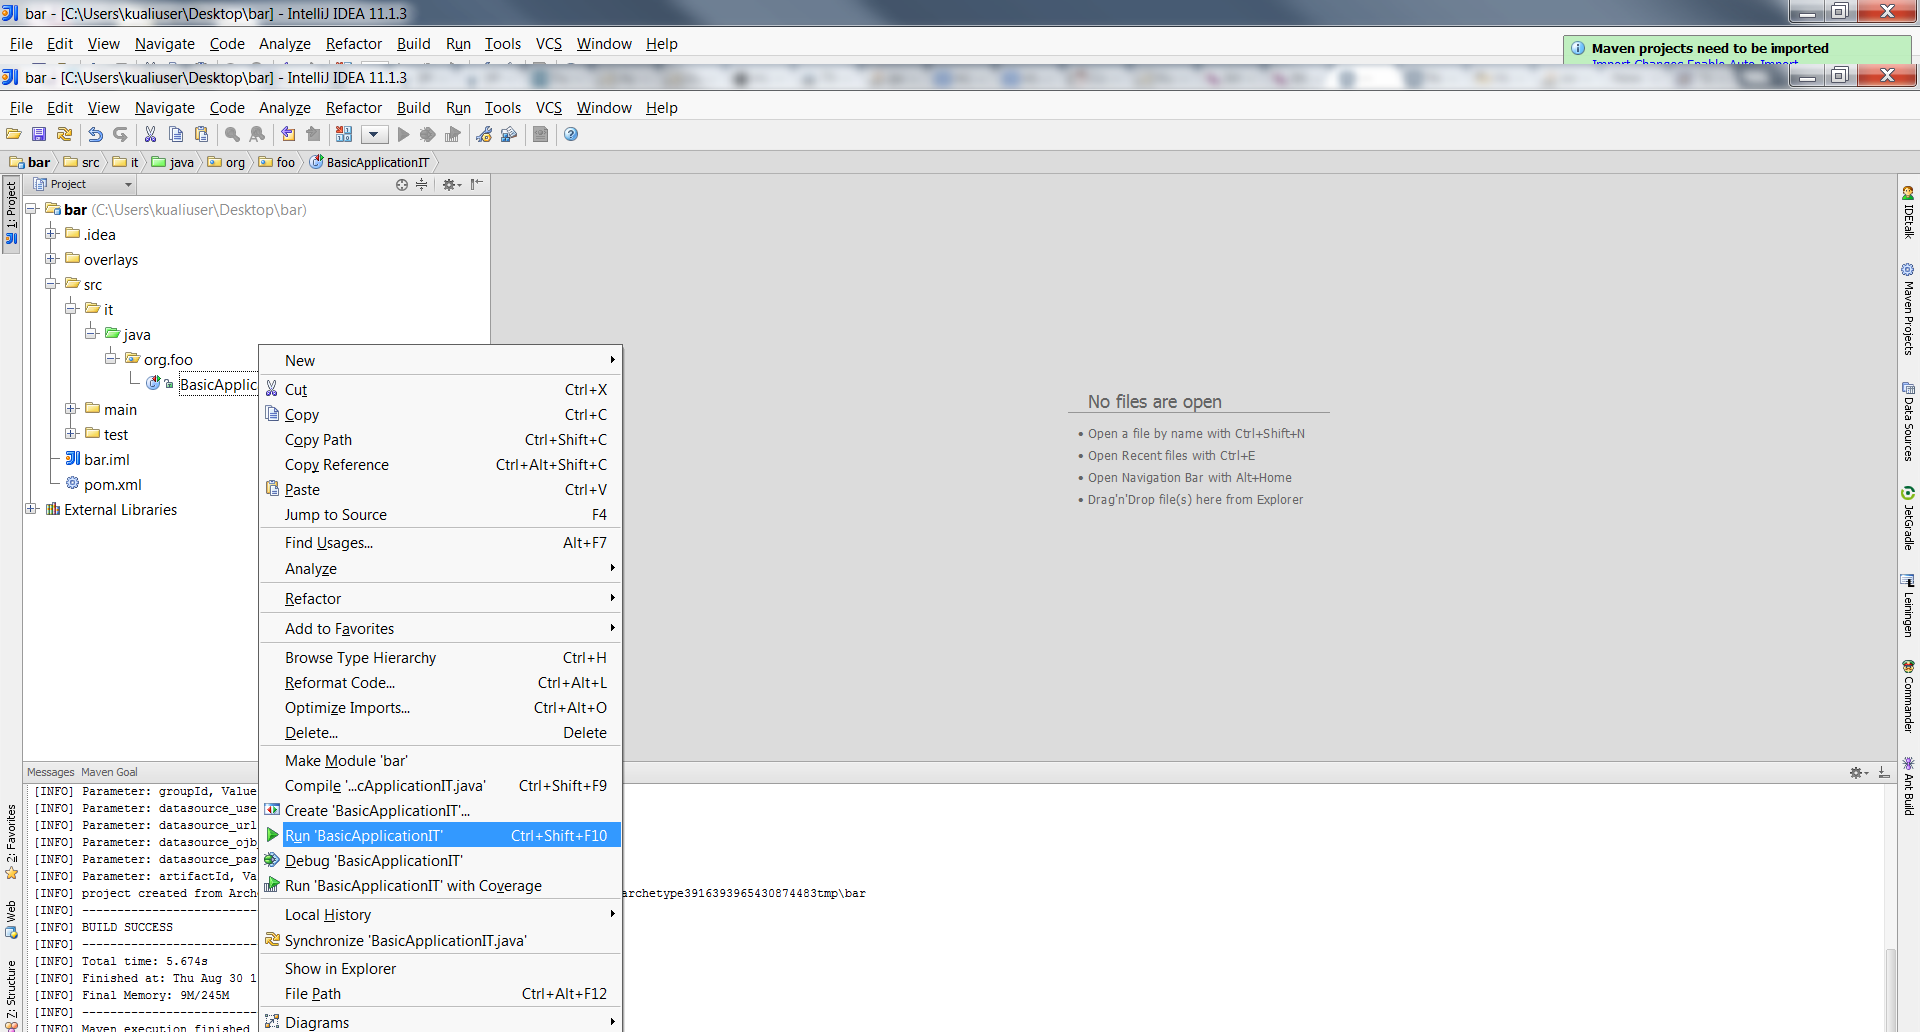 bar - [C:\Users\kualiuser\Desktop\bar] - IntelliJ IDEA 11.1.3
File Edit View Navigate Code Analyze Refactor Build Run Tools VCS Window Help
Maven projects need to be imported
Import Changes Enable Auto-Import
bar - [C:\Users\kualiuser\Desktop\bar] - IntelliJ IDEA 11.1.3
File Edit View Navigate Code Analyze Refactor Build Run Tools VCS Window Help
bar src it java org foo BasicApplicationIT
1: Project
Project
bar (C:\Users\kualiuser\Desktop\bar)
.idea
overlays
src
it
java
org.foo
BasicApplic
main
test
bar.iml
pom.xml
External Libraries
New
Cut Ctrl+X
Copy Ctrl+C
Copy Path Ctrl+Shift+C
Copy Reference Ctrl+Alt+Shift+C
Paste Ctrl+V
Jump to Source F4
Find Usages... Alt+F7
Analyze
Refactor
Add to Favorites
Browse Type Hierarchy Ctrl+H
Reformat Code... Ctrl+Alt+L
Optimize Imports... Ctrl+Alt+O
Delete... Delete
Make Module 'bar'
Compile '...cApplicationIT.java' Ctrl+Shift+F9
Create 'BasicApplicationIT'...
Run 'BasicApplicationIT' Ctrl+Shift+F10
Debug 'BasicApplicationIT'
Run 'BasicApplicationIT' with Coverage
Local History
Synchronize 'BasicApplicationIT.java'
Show in Explorer
File Path Ctrl+Alt+F12
Diagrams
No files are open
• Open a file by name with Ctrl+Shift+N
• Open Recent files with Ctrl+E
• Open Navigation Bar with Alt+Home
• Drag'n'Drop file(s) here from Explorer
IDEtalk
Maven Projects
Data Sources
JetGradle
Leiningen
Commander
Ant Build
2: Favorites
Web
Z: Structure
Messages Maven Goal
[INFO] Parameter: groupId, Value
[INFO] Parameter: datasource_use
[INFO] Parameter: datasource_url
[INFO] Parameter: datasource_ojb
[INFO] Parameter: datasource_pas
[INFO] Parameter: artifactId, Va
[INFO] project created from Arch archetype3916393965430874483tmp\bar
[INFO] --------------------------
[INFO] BUILD SUCCESS
[INFO] --------------------------
[INFO] Total time: 5.674s
[INFO] Finished at: Thu Aug 30 1
[INFO] Final Memory: 9M/245M
[INFO] --------------------------
[INFO] Maven execution finished